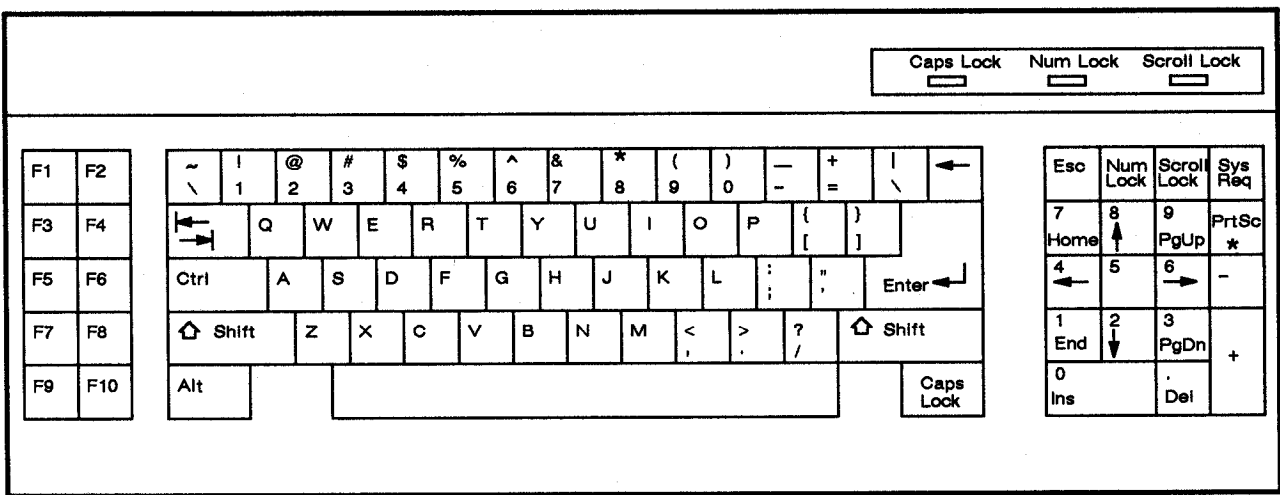 Caps Lock Num Lock Scroll Lock
F1 F2 ~ ! @ # $ % ^ & * ( ) — + | ← Esc Num Scroll Sys
\ 1 2 3 4 5 6 7 8 9 0 - = \ Lock Lock Req
F3 F4 Q W E R T Y U I O P { } 7 8 9 PrtSc
[ ] Home ↑ PgUp *
F5 F6 Ctrl A S D F G H J K L : " Enter 4 5 6 -
; ' ← →
F7 F8 Shift Z X C V B N M < > ? Shift 1 2 3 +
, . / End ↓ PgDn
F9 F10 Alt Caps 0 .
Lock Ins Del